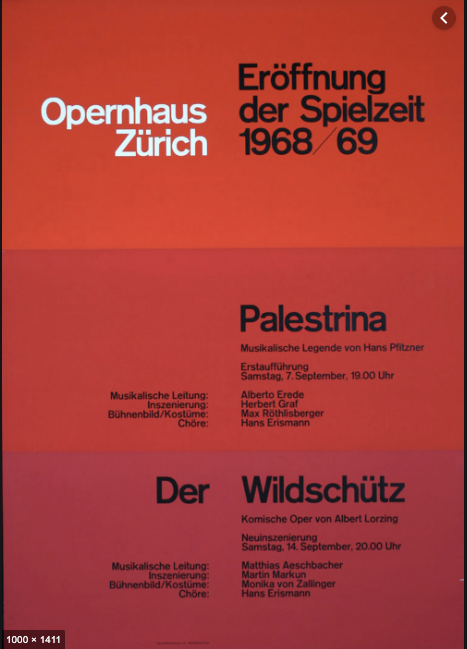 Opernhaus
Zürich
Eröffnung
der Spielzeit
1968/69
Palestrina
Musikalische Legende von Hans Pfitzner
Erstaufführung
Samstag, 7. September, 19.00 Uhr
Musikalische Leitung: Alberto Erede
Inszenierung: Herbert Graf
Bühnenbild/Kostüme: Max Röthlisberger
Chöre: Hans Erismann
Der Wildschütz
Komische Oper von Albert Lorzing
Neuinszenierung
Samstag, 14. September, 20.00 Uhr
Musikalische Leitung: Matthias Aeschbacher
Inszenierung: Martin Markun
Bühnenbild/Kostüme: Monika von Zallinger
Chöre: Hans Erismann
1000 × 1411